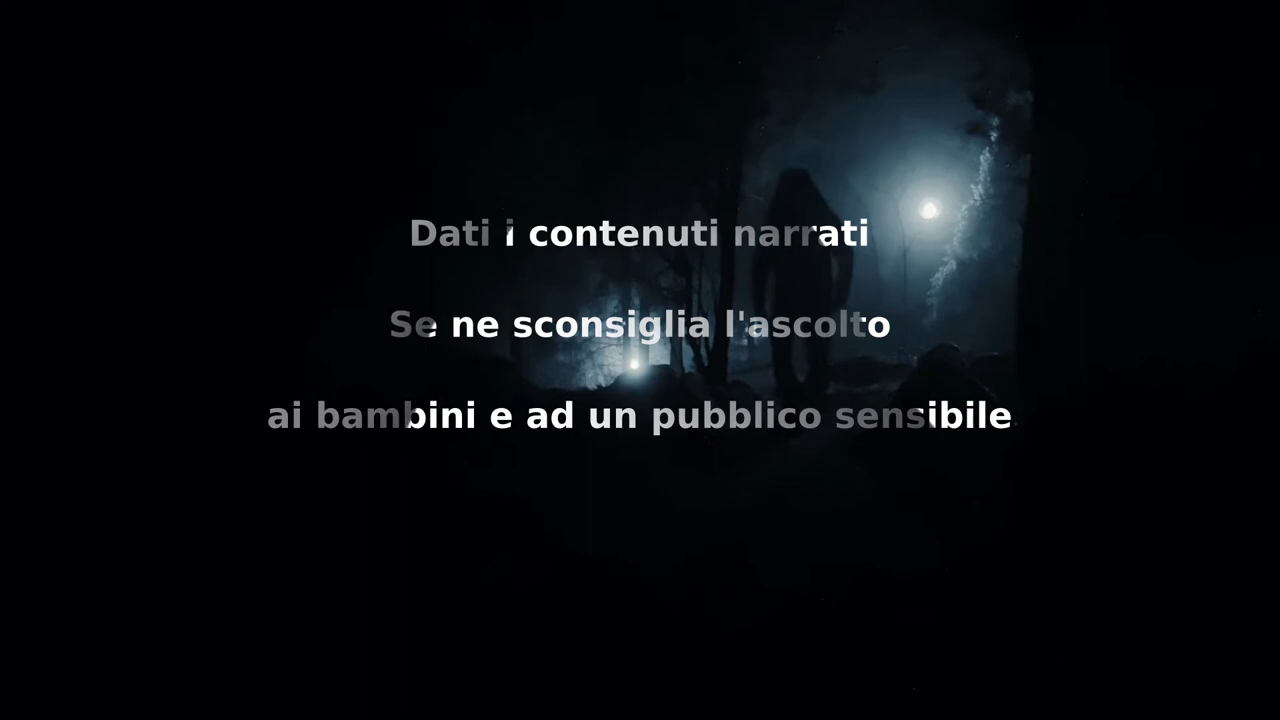 Dati i contenuti narrati
Se ne sconsiglia l'ascolto
ai bambini e ad un pubblico sensibile